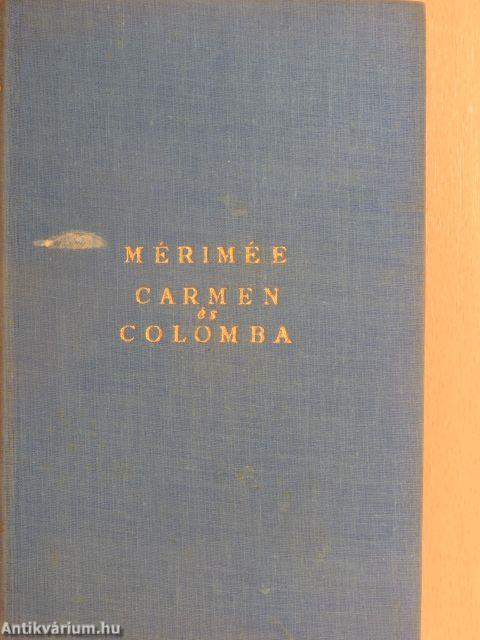 MÉRIMÉE
CARMEN
és
COLOMBA
Antikvárium.hu